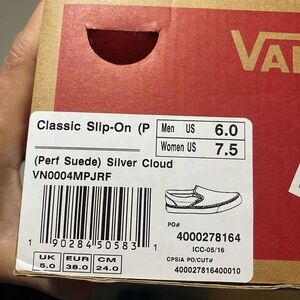 VA
Classic Slip-On (P
Men US 6.0
Women US 7.5
(Perf Suede) Silver Cloud
VN0004MPJRF
PO#
4000278164
ICC-05/16
CPSIA PO/CUT#
400027816400010
1 90284 50583 1
UK EUR CM
5.0 38.0 24.0